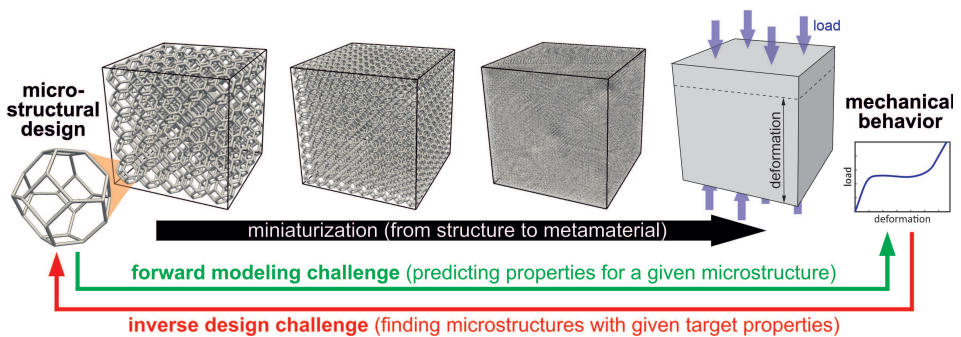 load
micro-
structural
design
mechanical
behavior
deformation
load
deformation
miniaturization (from structure to metamaterial)
forward modeling challenge (predicting properties for a given microstructure)
inverse design challenge (finding microstructures with given target properties)